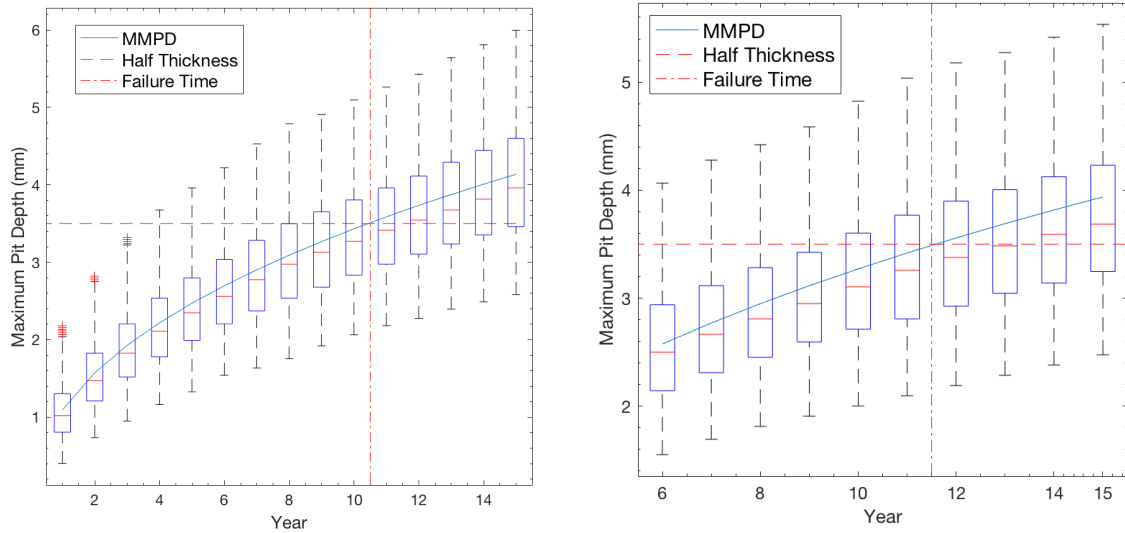 MMPD
Half Thickness
Failure Time
Maximum Pit Depth (mm)
6
5
4
3
2
1
2 4 6 8 10 12 14
Year
MMPD
Half Thickness
Failure Time
Maximum Pit Depth (mm)
5
4
3
2
6 8 10 12 14 15
Year